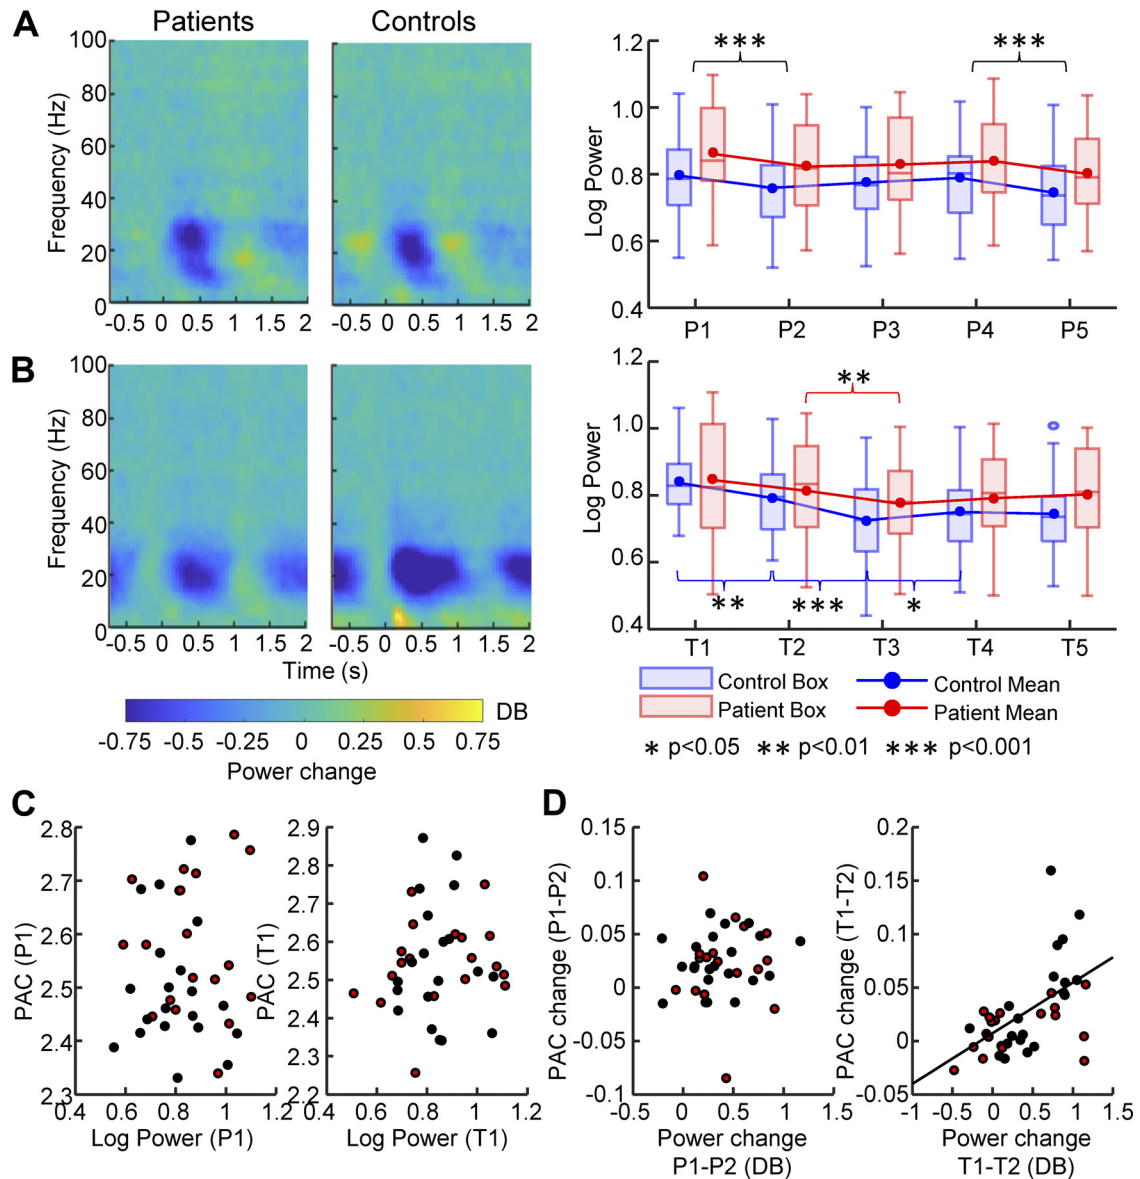 A
Patients
Controls
Frequency (Hz)
100
80
60
40
20
0
-0.5 0 0.5 1 1.5 2
-0.5 0 0.5 1 1.5 2
Log Power
1.2
1.0
0.8
0.6
0.4
***
***
P1 P2 P3 P4 P5
B
Frequency (Hz)
100
80
60
40
20
0
-0.5 0 0.5 1 1.5 2
-0.5 0 0.5 1 1.5 2
Time (s)
Log Power
1.2
1.0
0.8
0.6
0.4
**
** *** *
T1 T2 T3 T4 T5
DB
-0.75 -0.5 -0.25 0 0.25 0.5 0.75
Power change
Control Box Control Mean
Patient Box Patient Mean
* p<0.05 ** p<0.01 *** p<0.001
C
PAC (P1)
2.8
2.7
2.6
2.5
2.4
2.3
0.4 0.6 0.8 1 1.2
Log Power (P1)
PAC (T1)
2.9
2.8
2.7
2.6
2.5
2.4
2.3
2.2
0.4 0.6 0.8 1 1.2
Log Power (T1)
D
PAC change (P1-P2)
0.15
0.1
0.05
0
-0.05
-0.1
-0.5 0 0.5 1 1.5
Power change
P1-P2 (DB)
PAC change (T1-T2)
0.2
0.15
0.1
0.05
0
-0.05
-1 -0.5 0 0.5 1 1.5
Power change
T1-T2 (DB)